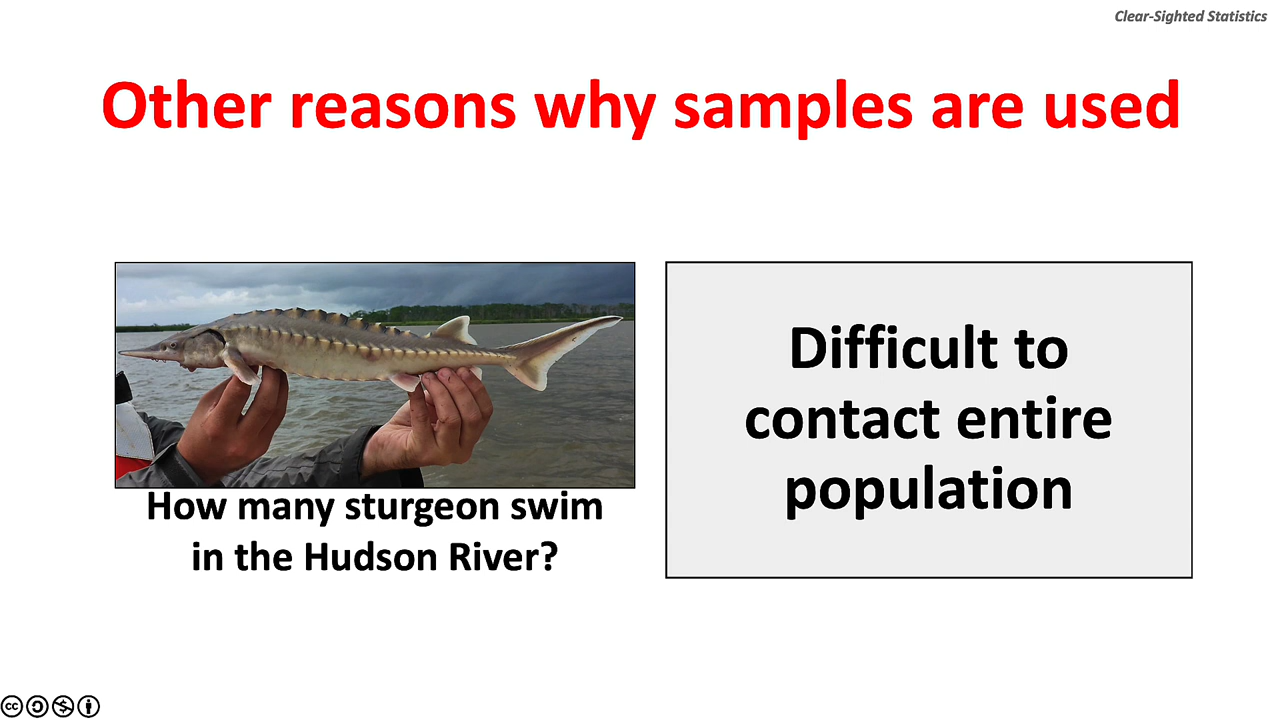 Clear-Sighted Statistics
Other reasons why samples are used
How many sturgeon swim
in the Hudson River?
Difficult to
contact entire
population
cc